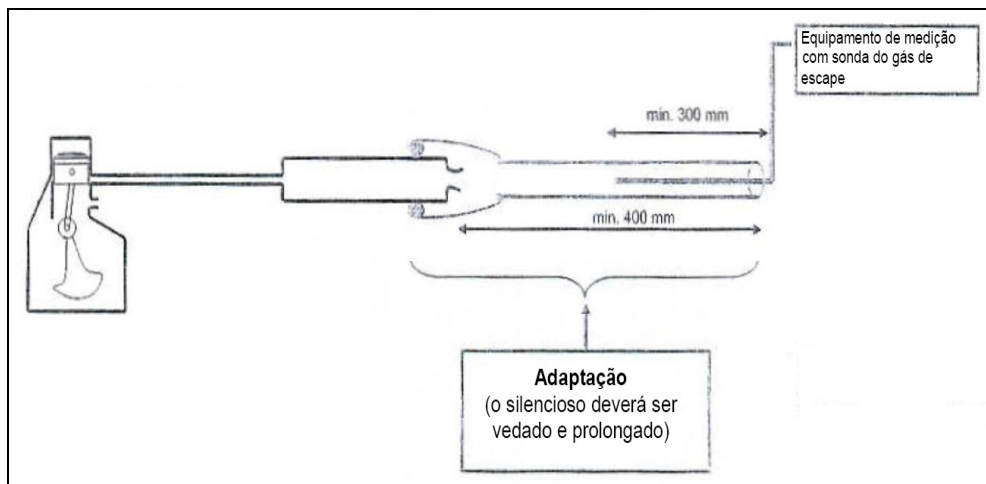 Equipamento de medição
com sonda do gás de
escape
min. 300 mm
min. 400 mm
Adaptação
(o silencioso deverá ser
vedado e prolongado)